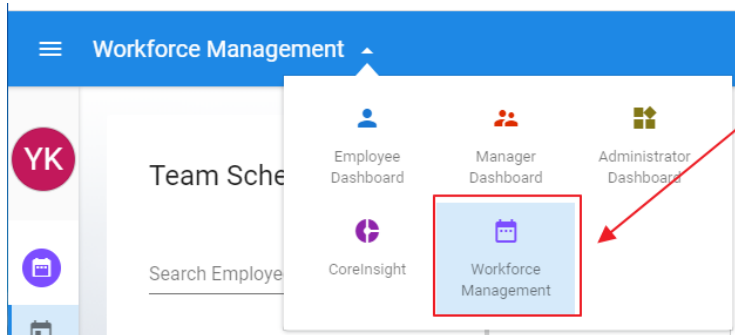 Workforce Management
YK
Team Sche
Search Employe
Employee
Dashboard
Manager
Dashboard
Administrator
Dashboard
CoreInsight
Workforce
Management